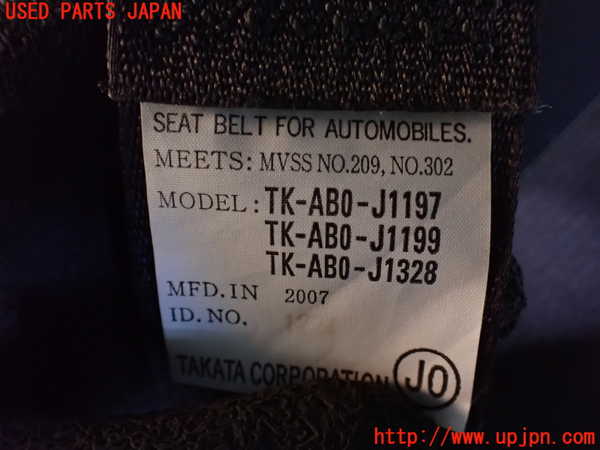 USED PARTS JAPAN
SEAT BELT FOR AUTOMOBILES.
MEETS: MVSS NO.209, NO.302
MODEL: TK-AB0-J1197
TK-AB0-J1199
TK-AB0-J1328
MFD. IN 2007
ID. NO.
TAKATA CORPORATION JO
http://www.upjpn.com/